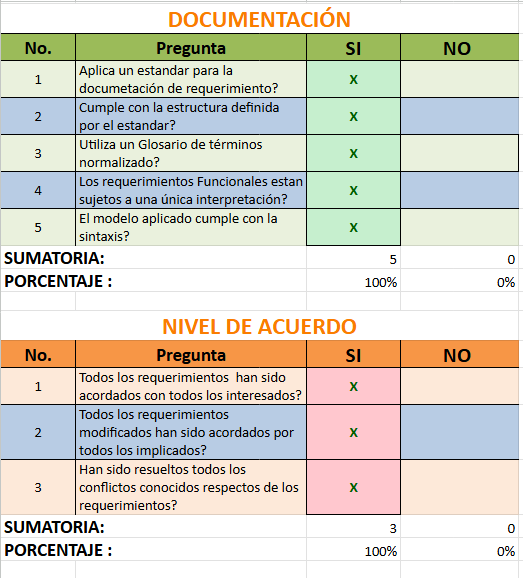 DOCUMENTACIÓN
No. Pregunta SI NO
1 Aplica un estandar para la documetación de requerimiento? X
2 Cumple con la estructura definida por el estandar? X
3 Utiliza un Glosario de términos normalizado? X
4 Los requerimientos Funcionales estan sujetos a una única interpretación? X
5 El modelo aplicado cumple con la sintaxis? X
SUMATORIA: 5 0
PORCENTAJE : 100% 0%
NIVEL DE ACUERDO
No. Pregunta SI NO
1 Todos los requerimientos han sido acordados con todos los interesados? X
2 Todos los requerimientos modificados han sido acordados por todos los implicados? X
3 Han sido resueltos todos los conflictos conocidos respectos de los requerimientos? X
SUMATORIA: 3 0
PORCENTAJE : 100% 0%